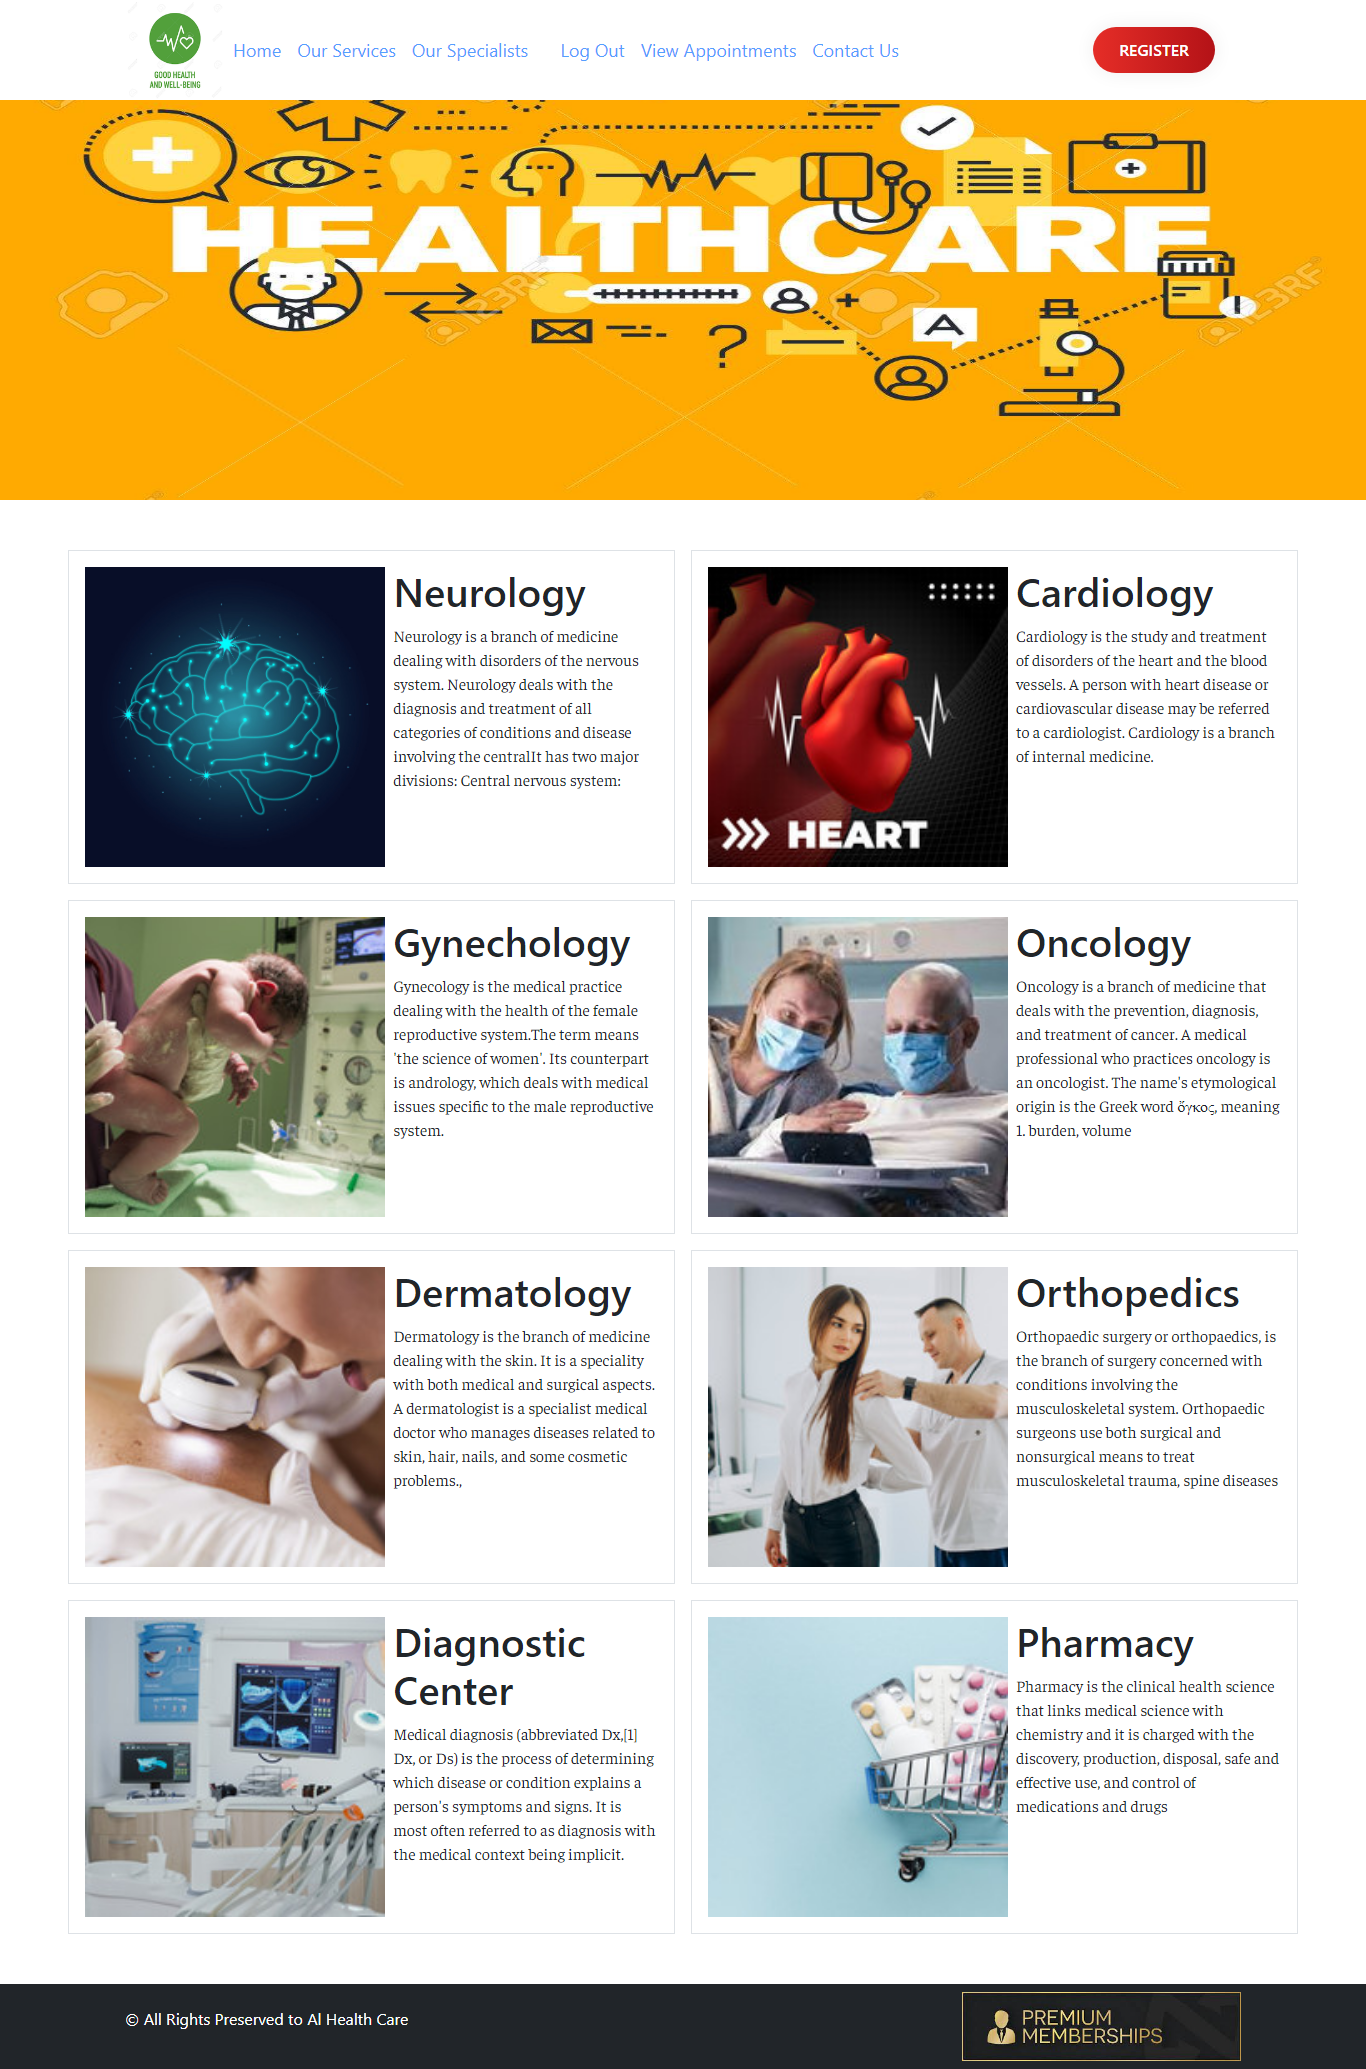 GOOD HEALTH
AND WELL-BEING
Home Our Services Our Specialists Log Out View Appointments Contact Us
REGISTER
HEALTHCARE
A
123RF
123RF
Neurology
Neurology is a branch of medicine
dealing with disorders of the nervous
system. Neurology deals with the
diagnosis and treatment of all
categories of conditions and disease
involving the centralIt has two major
divisions: Central nervous system:
HEART
Cardiology
Cardiology is the study and treatment
of disorders of the heart and the blood
vessels. A person with heart disease or
cardiovascular disease may be referred
to a cardiologist. Cardiology is a branch
of internal medicine.
Gynechology
Gynecology is the medical practice
dealing with the health of the female
reproductive system.The term means
'the science of women'. Its counterpart
is andrology, which deals with medical
issues specific to the male reproductive
system.
Oncology
Oncology is a branch of medicine that
deals with the prevention, diagnosis,
and treatment of cancer. A medical
professional who practices oncology is
an oncologist. The name's etymological
origin is the Greek word ὄγκος, meaning
1. burden, volume
Dermatology
Dermatology is the branch of medicine
dealing with the skin. It is a speciality
with both medical and surgical aspects.
A dermatologist is a specialist medical
doctor who manages diseases related to
skin, hair, nails, and some cosmetic
problems.,
Orthopedics
Orthopaedic surgery or orthopaedics, is
the branch of surgery concerned with
conditions involving the
musculoskeletal system. Orthopaedic
surgeons use both surgical and
nonsurgical means to treat
musculoskeletal trauma, spine diseases
Diagnostic
Center
Medical diagnosis (abbreviated Dx,[1]
Dx, or Ds) is the process of determining
which disease or condition explains a
person's symptoms and signs. It is
most often referred to as diagnosis with
the medical context being implicit.
Pharmacy
Pharmacy is the clinical health science
that links medical science with
chemistry and it is charged with the
discovery, production, disposal, safe and
effective use, and control of
medications and drugs
© All Rights Preserved to Al Health Care
PREMIUM
MEMBERSHIPS